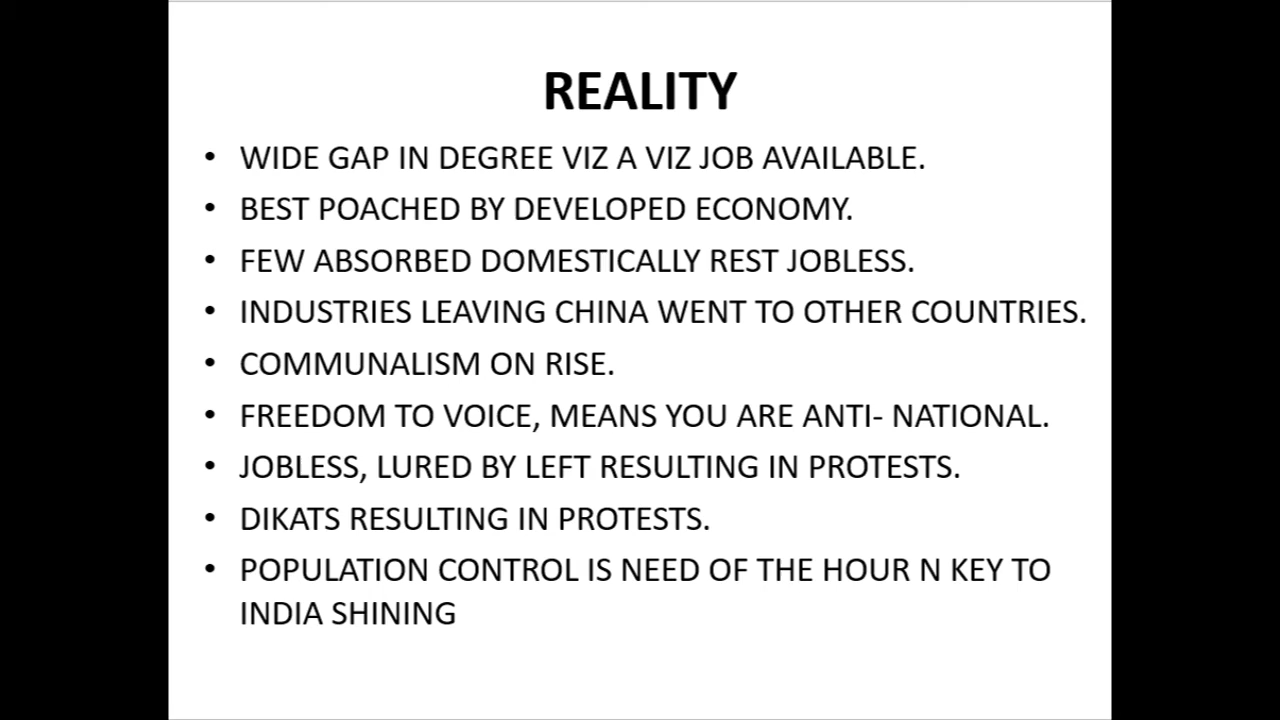 REALITY
• WIDE GAP IN DEGREE VIZ A VIZ JOB AVAILABLE.
• BEST POACHED BY DEVELOPED ECONOMY.
• FEW ABSORBED DOMESTICALLY REST JOBLESS.
• INDUSTRIES LEAVING CHINA WENT TO OTHER COUNTRIES.
• COMMUNALISM ON RISE.
• FREEDOM TO VOICE, MEANS YOU ARE ANTI- NATIONAL.
• JOBLESS, LURED BY LEFT RESULTING IN PROTESTS.
• DIKATS RESULTING IN PROTESTS.
• POPULATION CONTROL IS NEED OF THE HOUR N KEY TO
INDIA SHINING